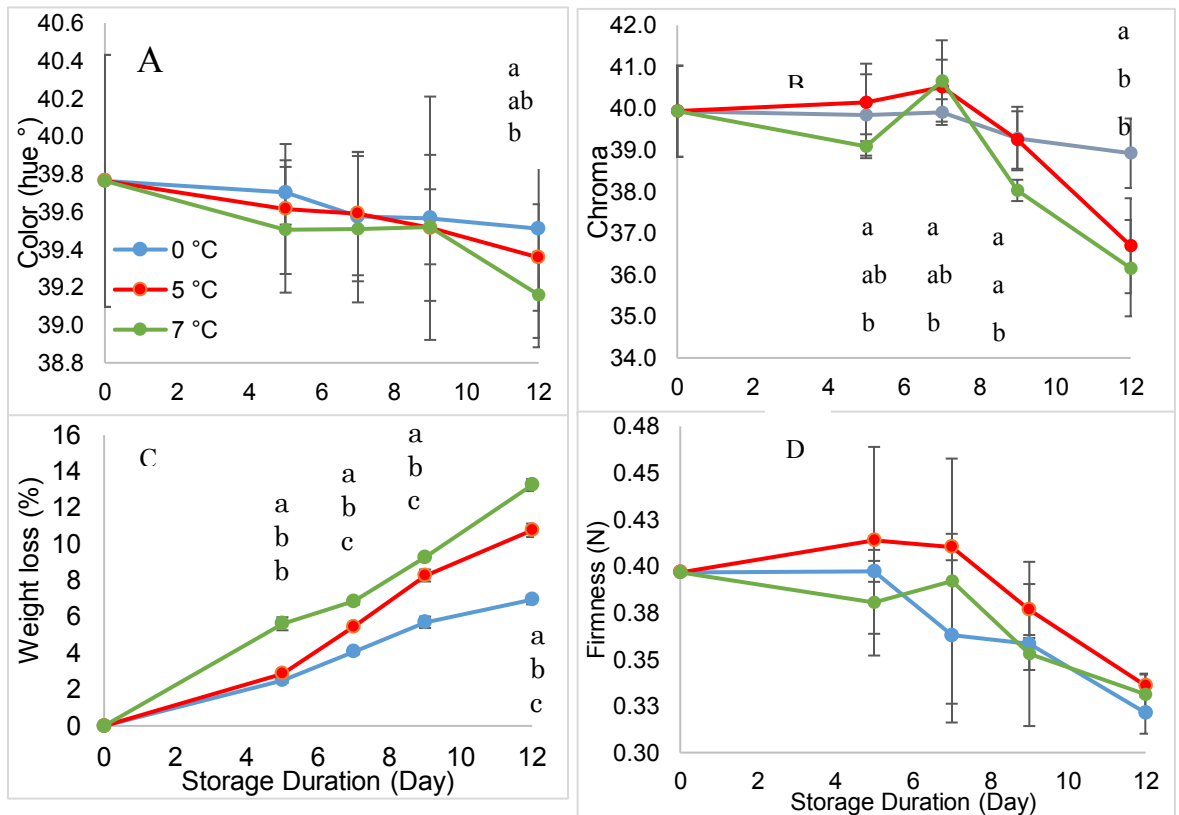 40.6
40.4
40.2
40.0
39.8
39.6
39.4
39.2
39.0
38.8
Color (hue °)
A
a
ab
b
0 °C
5 °C
7 °C
0 2 4 6 8 10 12
42.0
41.0
40.0
39.0
38.0
37.0
36.0
35.0
34.0
Chroma
B
a
b
b
a
ab
b
a
ab
b
a
a
b
0 2 4 6 8 10 12
16
14
12
10
8
6
4
2
0
Weight loss (%)
C
a
b
b
a
b
c
a
b
c
a
b
c
0 2 4 6 8 10 12
Storage Duration (Day)
0.48
0.45
0.43
0.40
0.38
0.35
0.33
0.30
Firmness (N)
D
0 2 4 6 8 10 12
Storage Duration (Day)